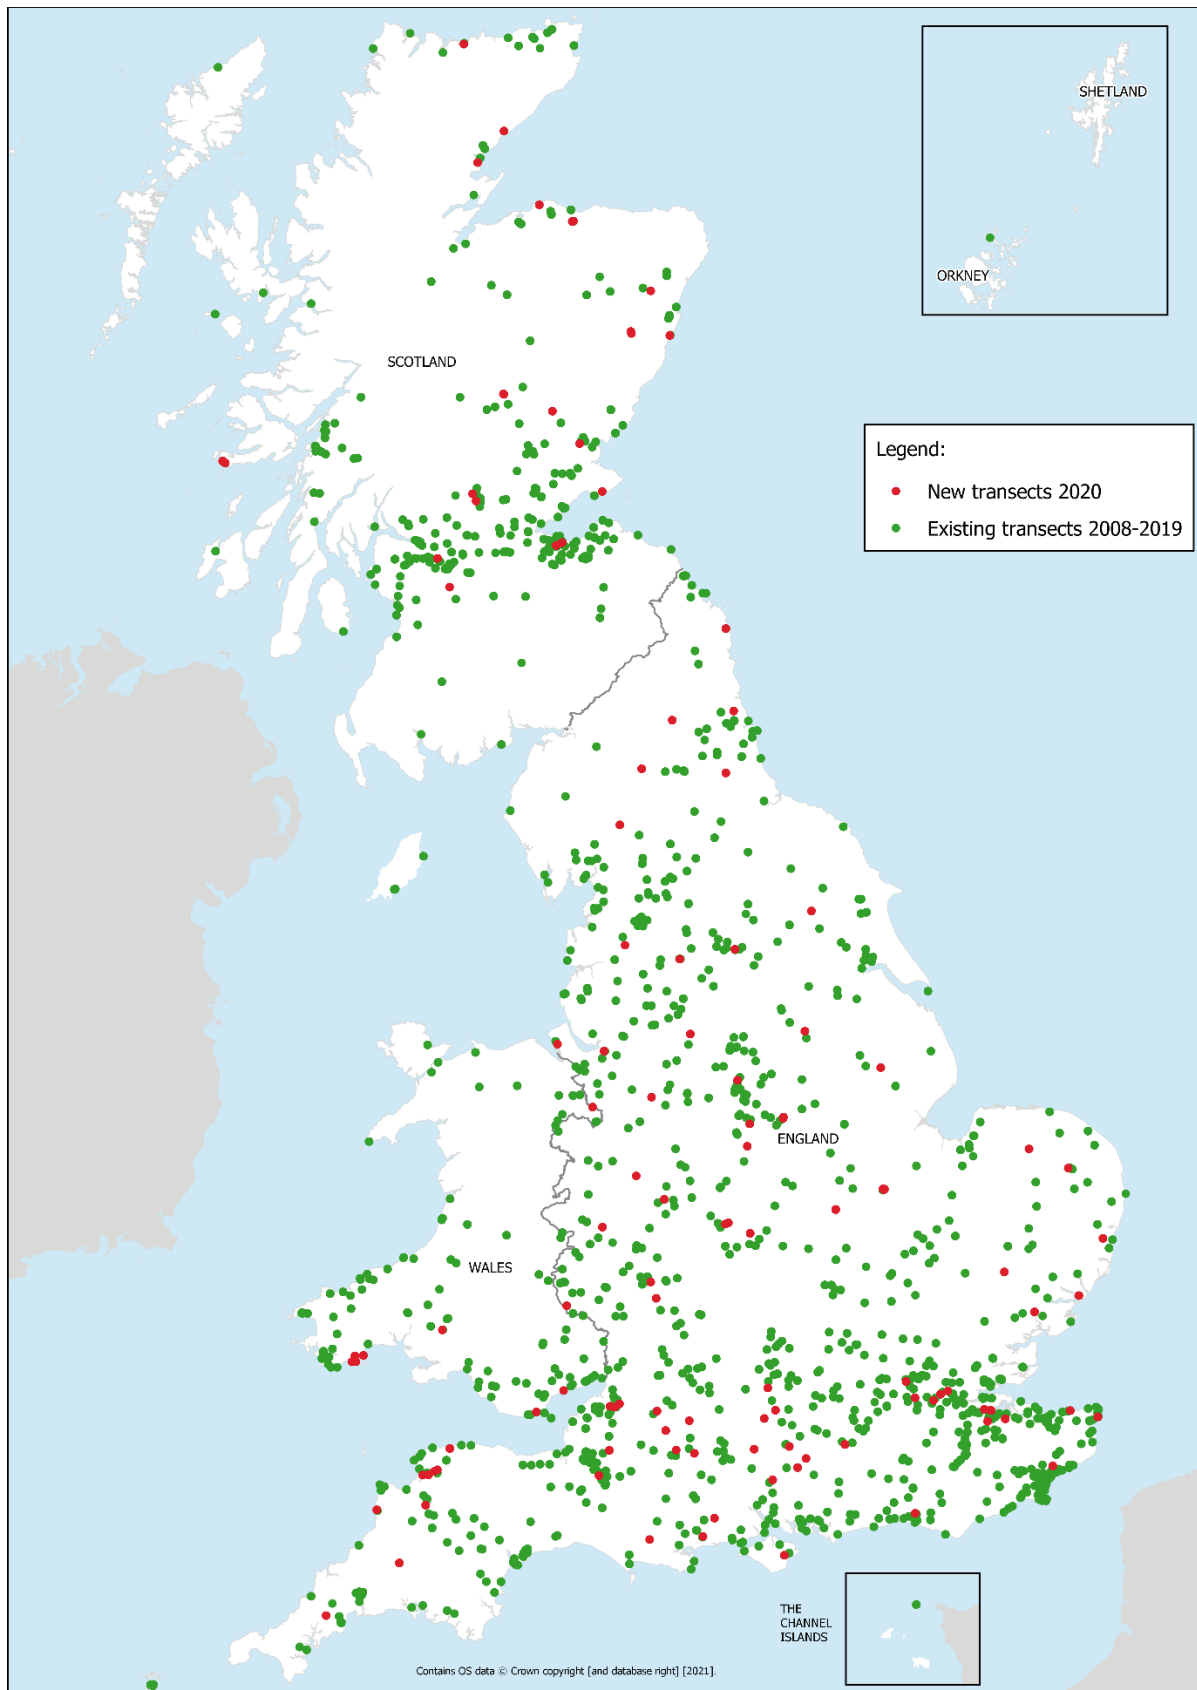 SHETLAND
ORKNEY
SCOTLAND
Legend:
New transects 2020
Existing transects 2008-2019
ENGLAND
WALES
THE
CHANNEL
ISLANDS
Contains OS data © Crown copyright [and database right] [2021].